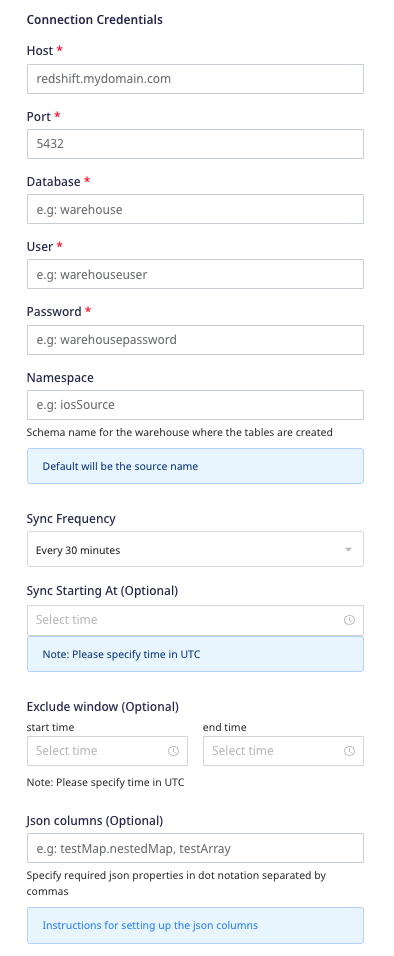 Connection Credentials
Host *
redshift.mydomain.com
Port *
5432
Database *
e.g: warehouse
User *
e.g: warehouseuser
Password *
e.g: warehousepassword
Namespace
e.g: iosSource
Schema name for the warehouse where the tables are created
Default will be the source name
Sync Frequency
Every 30 minutes
Sync Starting At (Optional)
Select time
Note: Please specify time in UTC
Exclude window (Optional)
start time end time
Select time Select time
Note: Please specify time in UTC
Json columns (Optional)
e.g: testMap.nestedMap, testArray
Specify required json properties in dot notation separated by
commas
Instructions for setting up the json columns